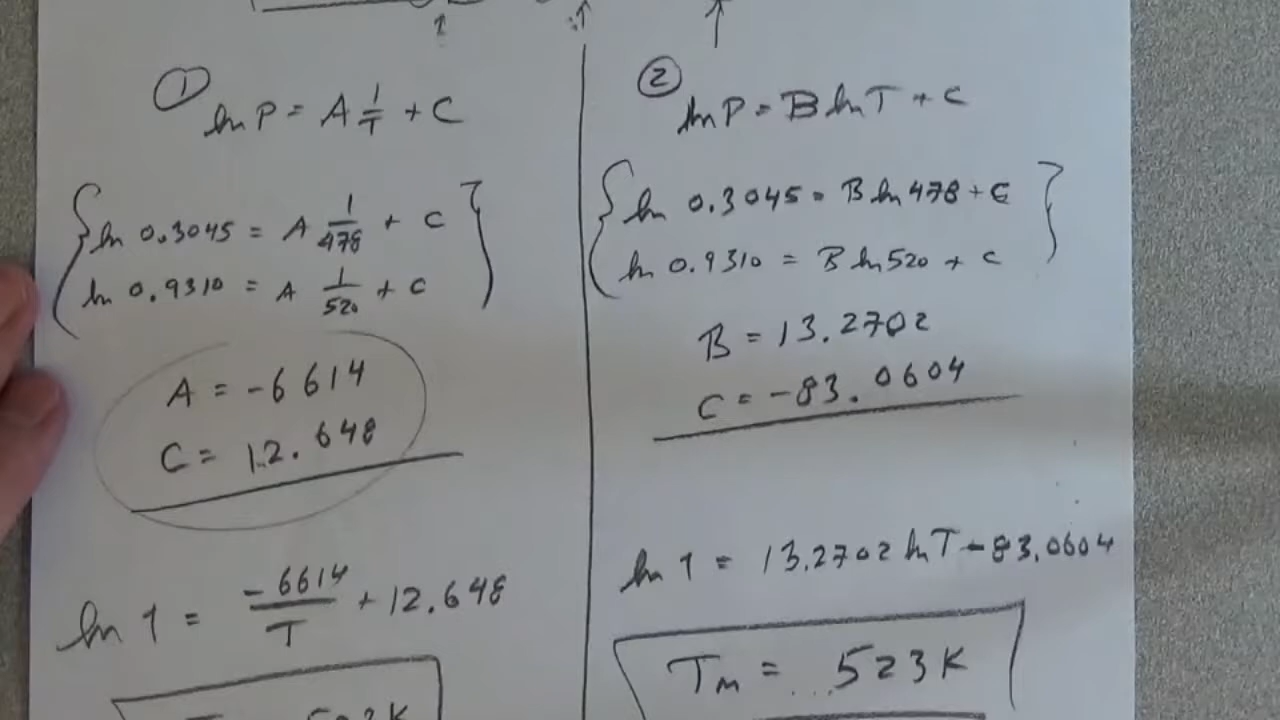 ①
ln P = A 1/T + C
ln 0.3045 = A 1/478 + C
ln 0.9310 = A 1/520 + C
A = -6614
C = 12.648
ln 1 = -6614/T + 12.648
②
ln P = B ln T + C
ln 0.3045 = B ln 478 + C
ln 0.9310 = B ln 520 + C
B = 13.2702
C = -83.0604
ln 1 = 13.2702 ln T - 83.0604
Tm = 523K